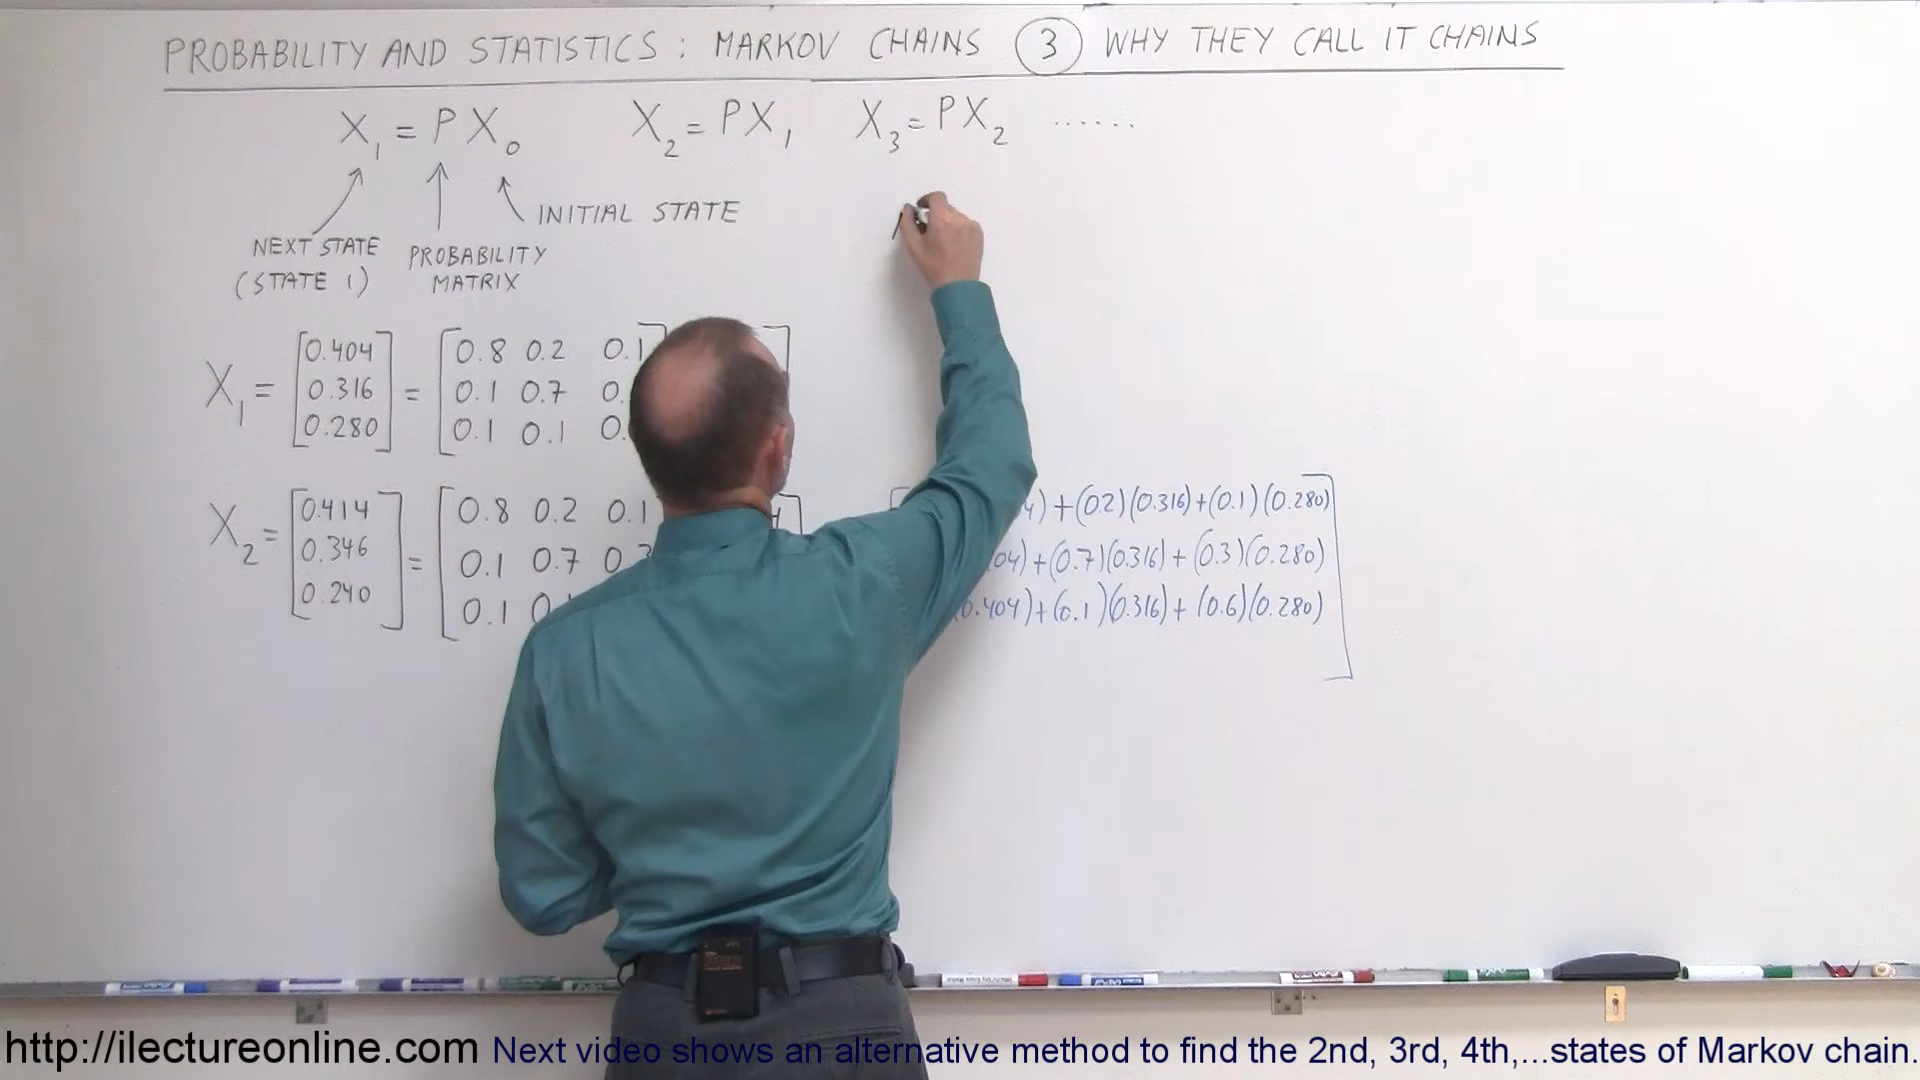 PROBABILITY AND STATISTICS : MARKOV CHAINS 3 WHY THEY CALL IT CHAINS
X₁ = P X₀ X₂ = PX₁ X₃ = PX₂ ......
INITIAL STATE
NEXT STATE
(STATE 1)
PROBABILITY
MATRIX
X₁ = [0.404 = [0.8 0.2 0.1
0.316 0.1 0.7
0.280] 0.1 0.1
X₂ = [0.414 = [0.8 0.2 0.1
0.346 0.1 0.7
0.240] 0.1
+(0.2)(0.316)+(0.1)(0.280)
+(0.7)(0.316)+(0.3)(0.280)
(0.404)+(0.1)(0.316)+(0.6)(0.280)
http://ilectureonline.com Next video shows an alternative method to find the 2nd, 3rd, 4th,...states of Markov chain.